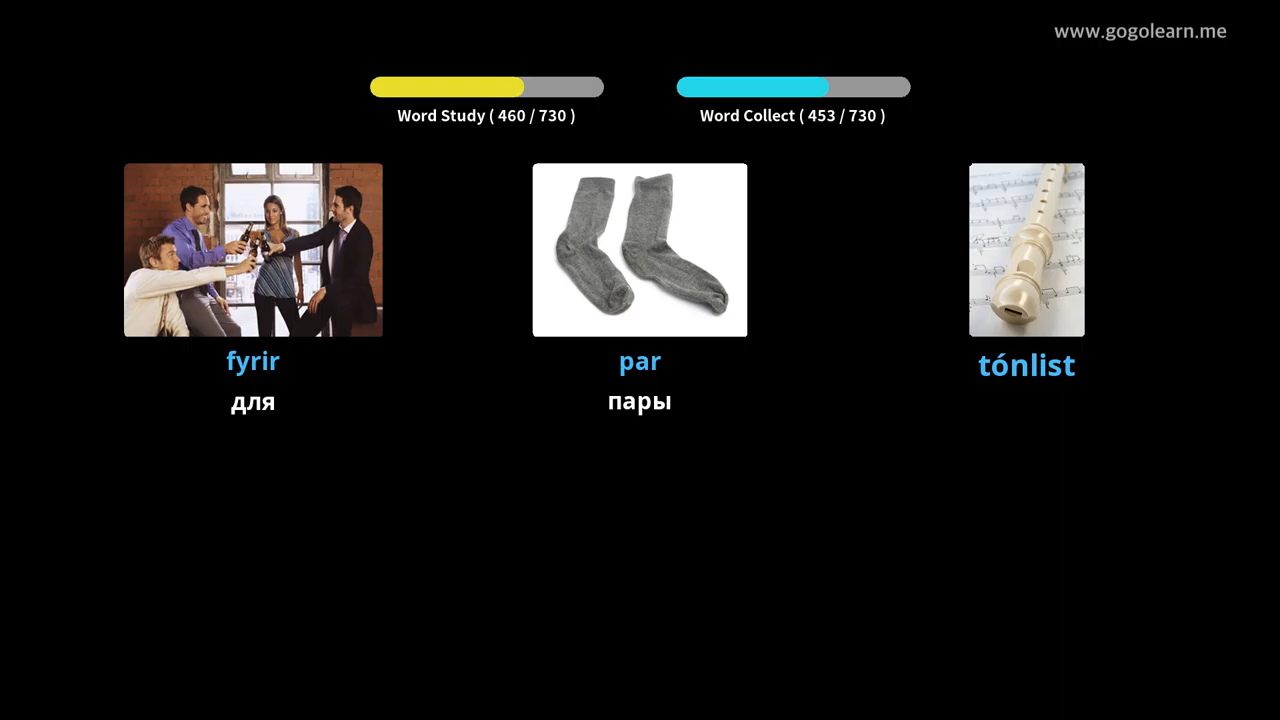 www.gogolearn.me
Word Study ( 460 / 730 )
Word Collect ( 453 / 730 )
fyrir
для
par
пары
tónlist